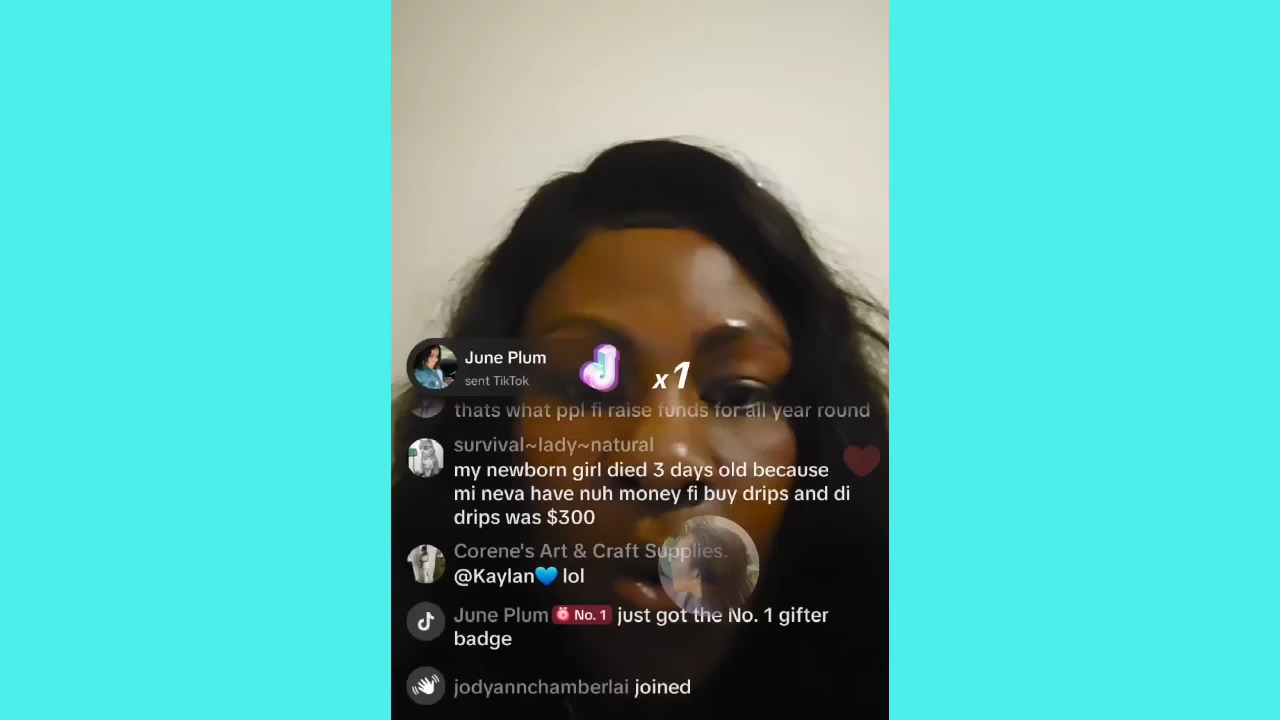 June Plum
sent TikTok
x1
thats what ppl fi raise funds for all year round
survival~lady~natural
my newborn girl died 3 days old because
mi neva have nuh money fi buy drips and di
drips was $300
Corene's Art & Craft Supplies.
@Kaylan💙 lol
June Plum No. 1 just got the No. 1 gifter
badge
jodyannchamberlai joined